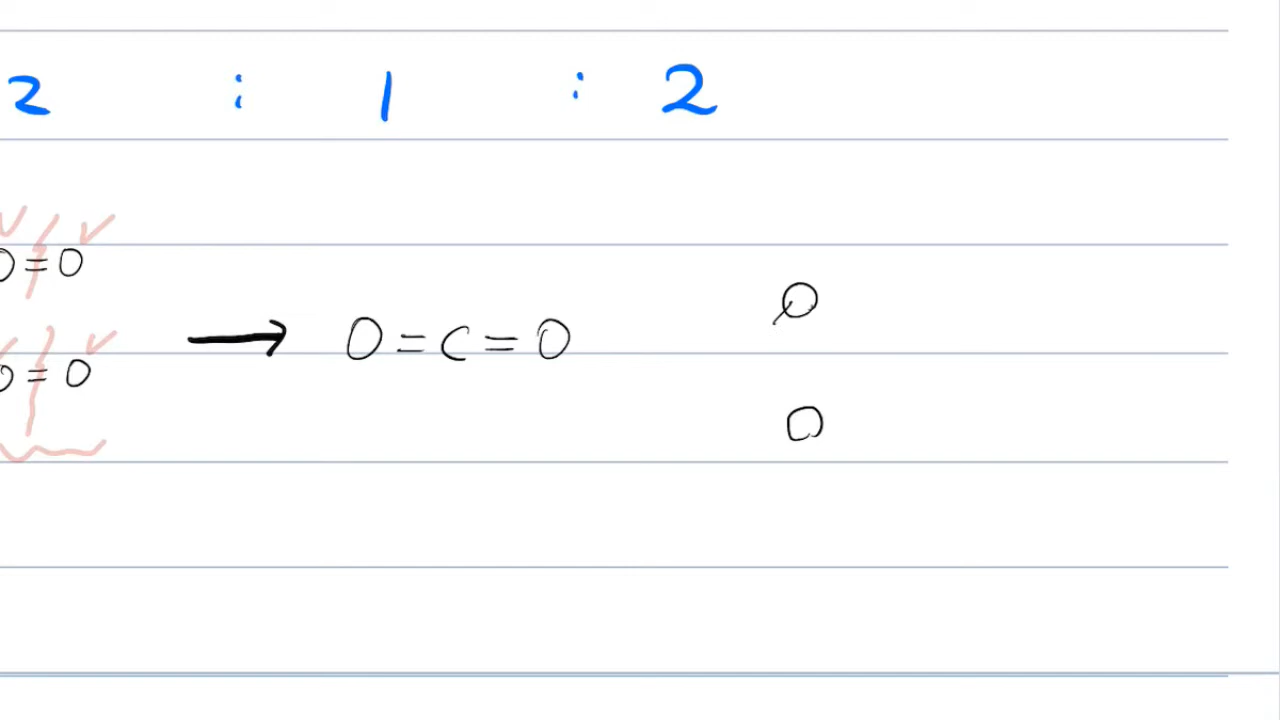 2 : 1 : 2
O=O
O=O → O=C=O
O
O